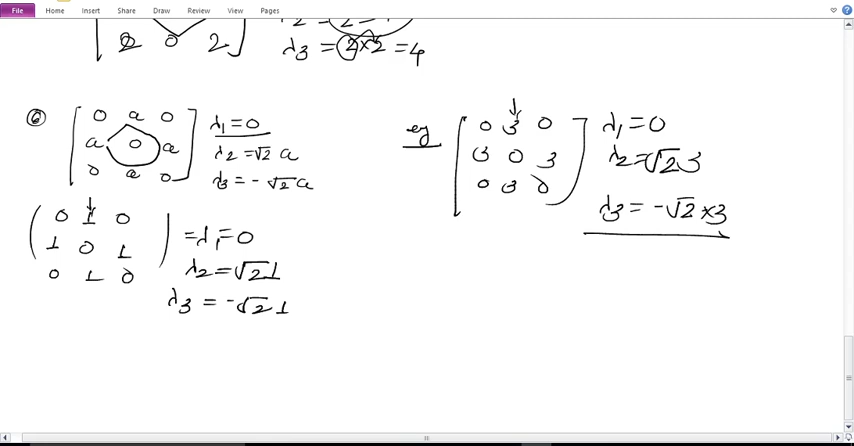 File Home Insert Draw Review View Pages
2 0 2
λ3 = 2×2 = 4
6
0 a 0
a 0 a
0 a 0
λ1 = 0
λ2 = √2 a
λ3 = - √2 a
0 1 0
1 0 1
0 1 0
= λ1 = 0
λ2 = √2 1
λ3 = -√2 1
eg
0 3 0
3 0 3
0 3 0
λ1 = 0
λ2 = √2 3
λ3 = -√2 × 3